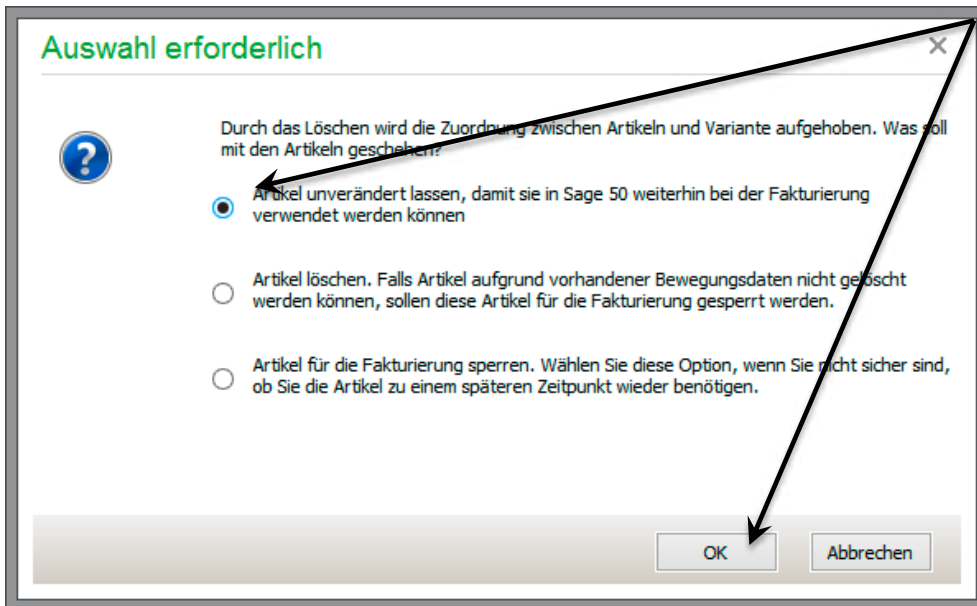 Auswahl erforderlich
Durch das Löschen wird die Zuordnung zwischen Artikeln und Variante aufgehoben. Was soll
mit den Artikeln geschehen?
Artikel unverändert lassen, damit sie in Sage 50 weiterhin bei der Fakturierung
verwendet werden können
Artikel löschen. Falls Artikel aufgrund vorhandener Bewegungsdaten nicht gelöscht
werden können, sollen diese Artikel für die Fakturierung gesperrt werden.
Artikel für die Fakturierung sperren. Wählen Sie diese Option, wenn Sie nicht sicher sind,
ob Sie die Artikel zu einem späteren Zeitpunkt wieder benötigen.
OK Abbrechen